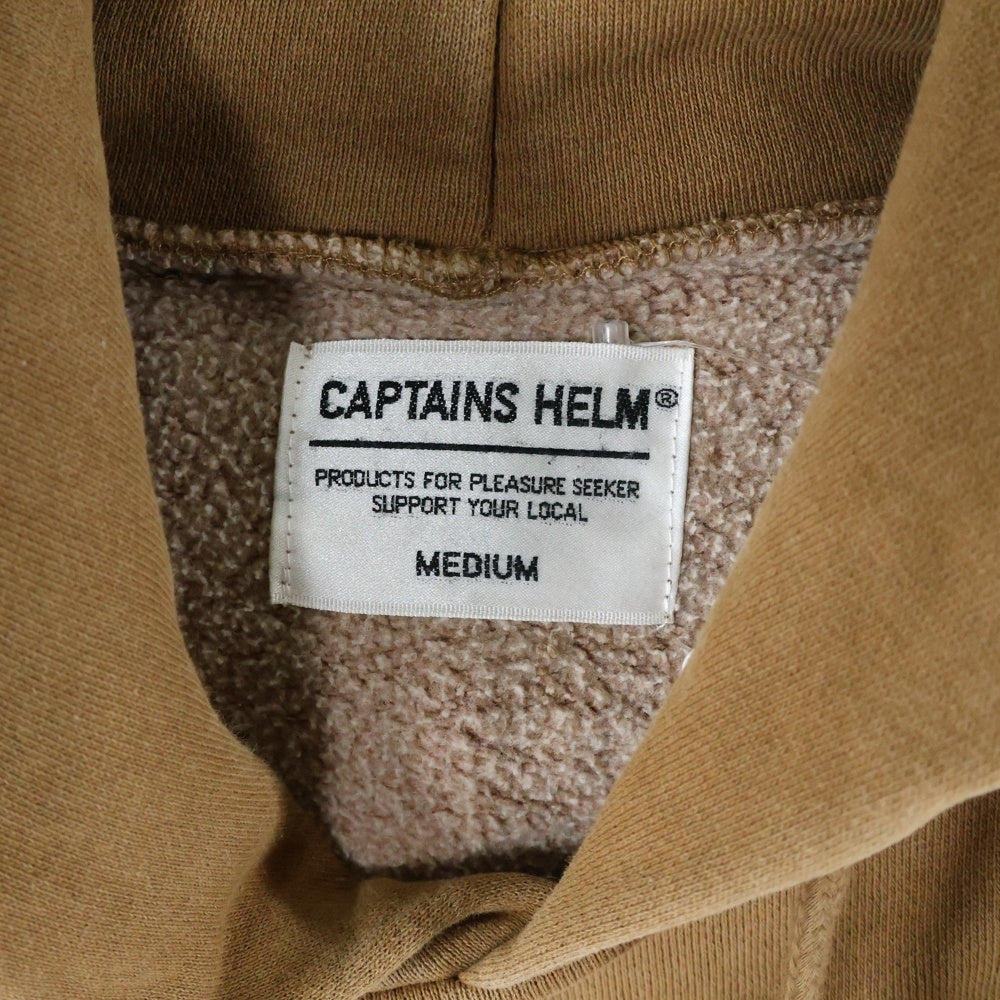 CAPTAINS HELM®
PRODUCTS FOR PLEASURE SEEKER
SUPPORT YOUR LOCAL
MEDIUM